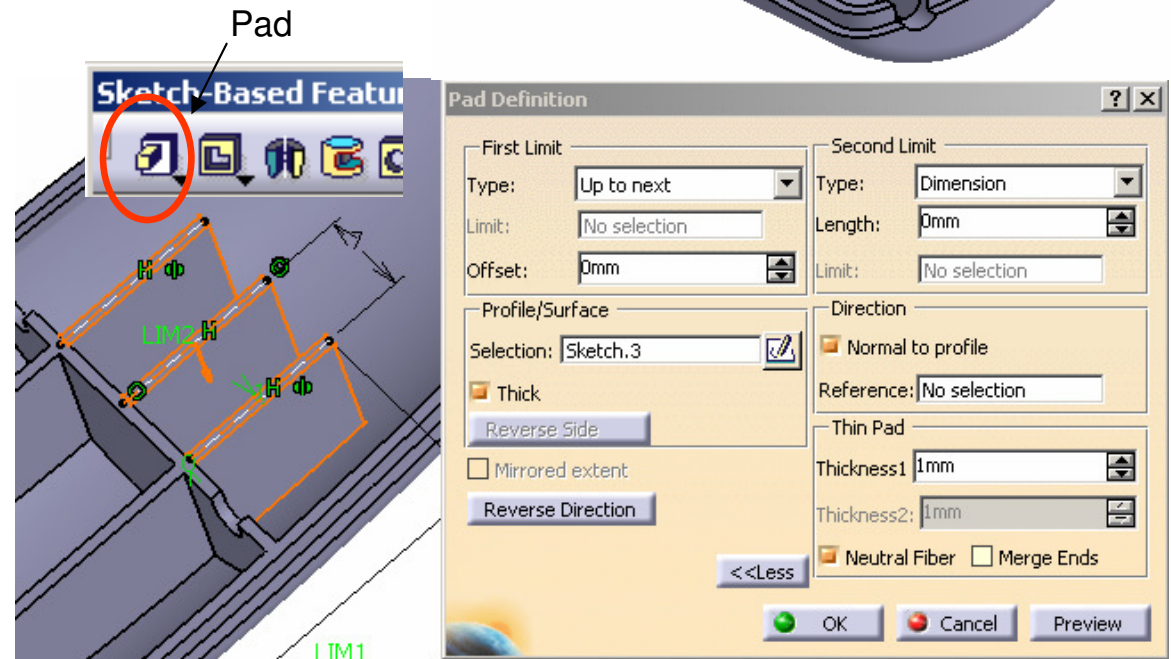 Pad
Sketch-Based Featu
Pad Definition
First Limit
Type: Up to next
Limit: No selection
Offset: 0mm
Second Limit
Type: Dimension
Length: 0mm
Limit: No selection
Profile/Surface
Selection: Sketch.3
Thick
Reverse Side
Mirrored extent
Reverse Direction
Direction
Normal to profile
Reference: No selection
Thin Pad
Thickness1 1mm
Thickness2: 1mm
Neutral Fiber Merge Ends
<<Less
OK Cancel Preview
H
LIM2 H
H
LIM1